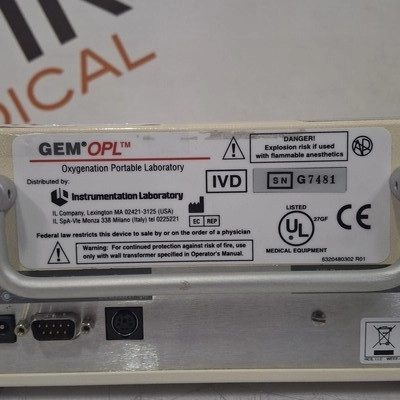 DICAL
GEM® OPL™
Oxygenation Portable Laboratory
DANGER!
Explosion risk if used
with flammable anesthetics
Distributed by:
Instrumentation Laboratory
IL Company, Lexington MA 02421-3125 (USA)
IL SpA-Vle Monza 338 Milano (Italy) tel 0225221
IVD
SN G7481
EC REP
LISTED
UL
27GF
MEDICAL EQUIPMENT
CE
Federal law restricts this device to sale by or on the order of a physician
Warning: For continued protection against risk of fire, use
only with wall transformer specified in Operator's Manual.
6320480302 R01